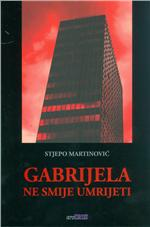 STJEPO MARTINOVIĆ
GABRIJELA
NE SMIJE UMRIJETI